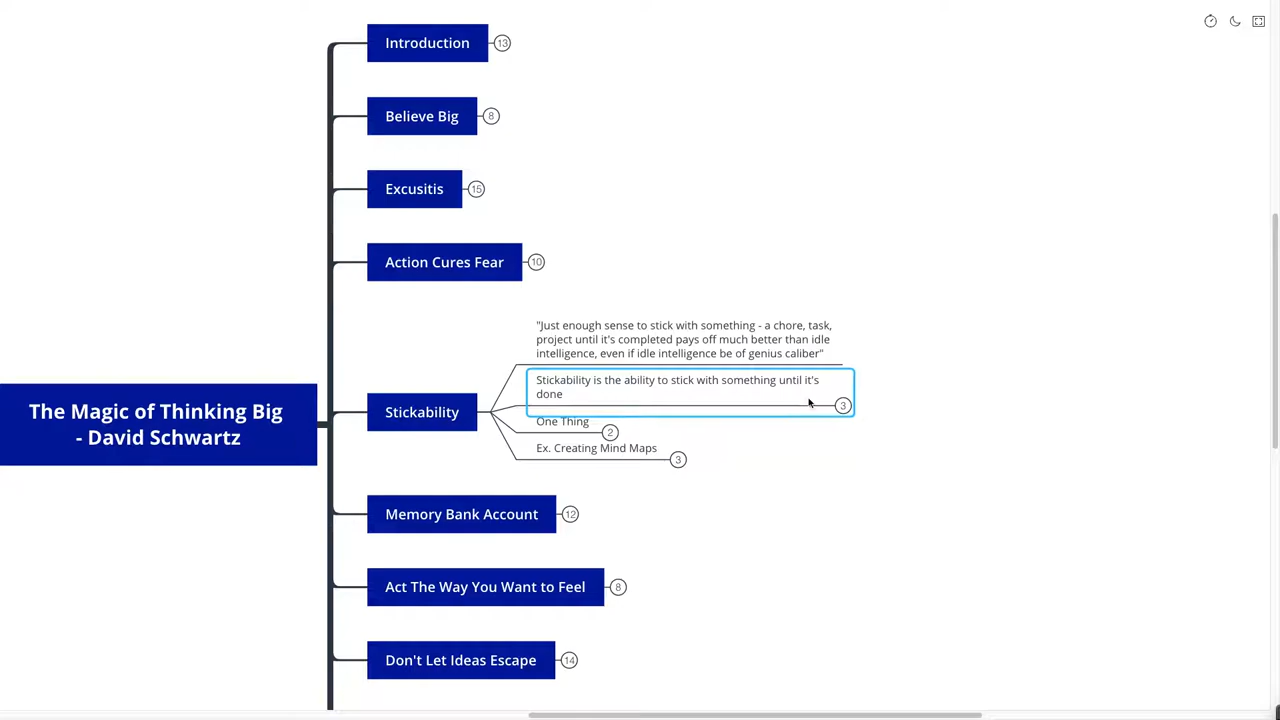 Introduction
13
Believe Big
8
Excusitis
15
Action Cures Fear
10
"Just enough sense to stick with something - a chore, task,
project until it's completed pays off much better than idle
intelligence, even if idle intelligence be of genius caliber"
Stickability is the ability to stick with something until it's
done
3
Stickability
One Thing
2
Ex. Creating Mind Maps
3
The Magic of Thinking Big
- David Schwartz
Memory Bank Account
12
Act The Way You Want to Feel
8
Don't Let Ideas Escape
14